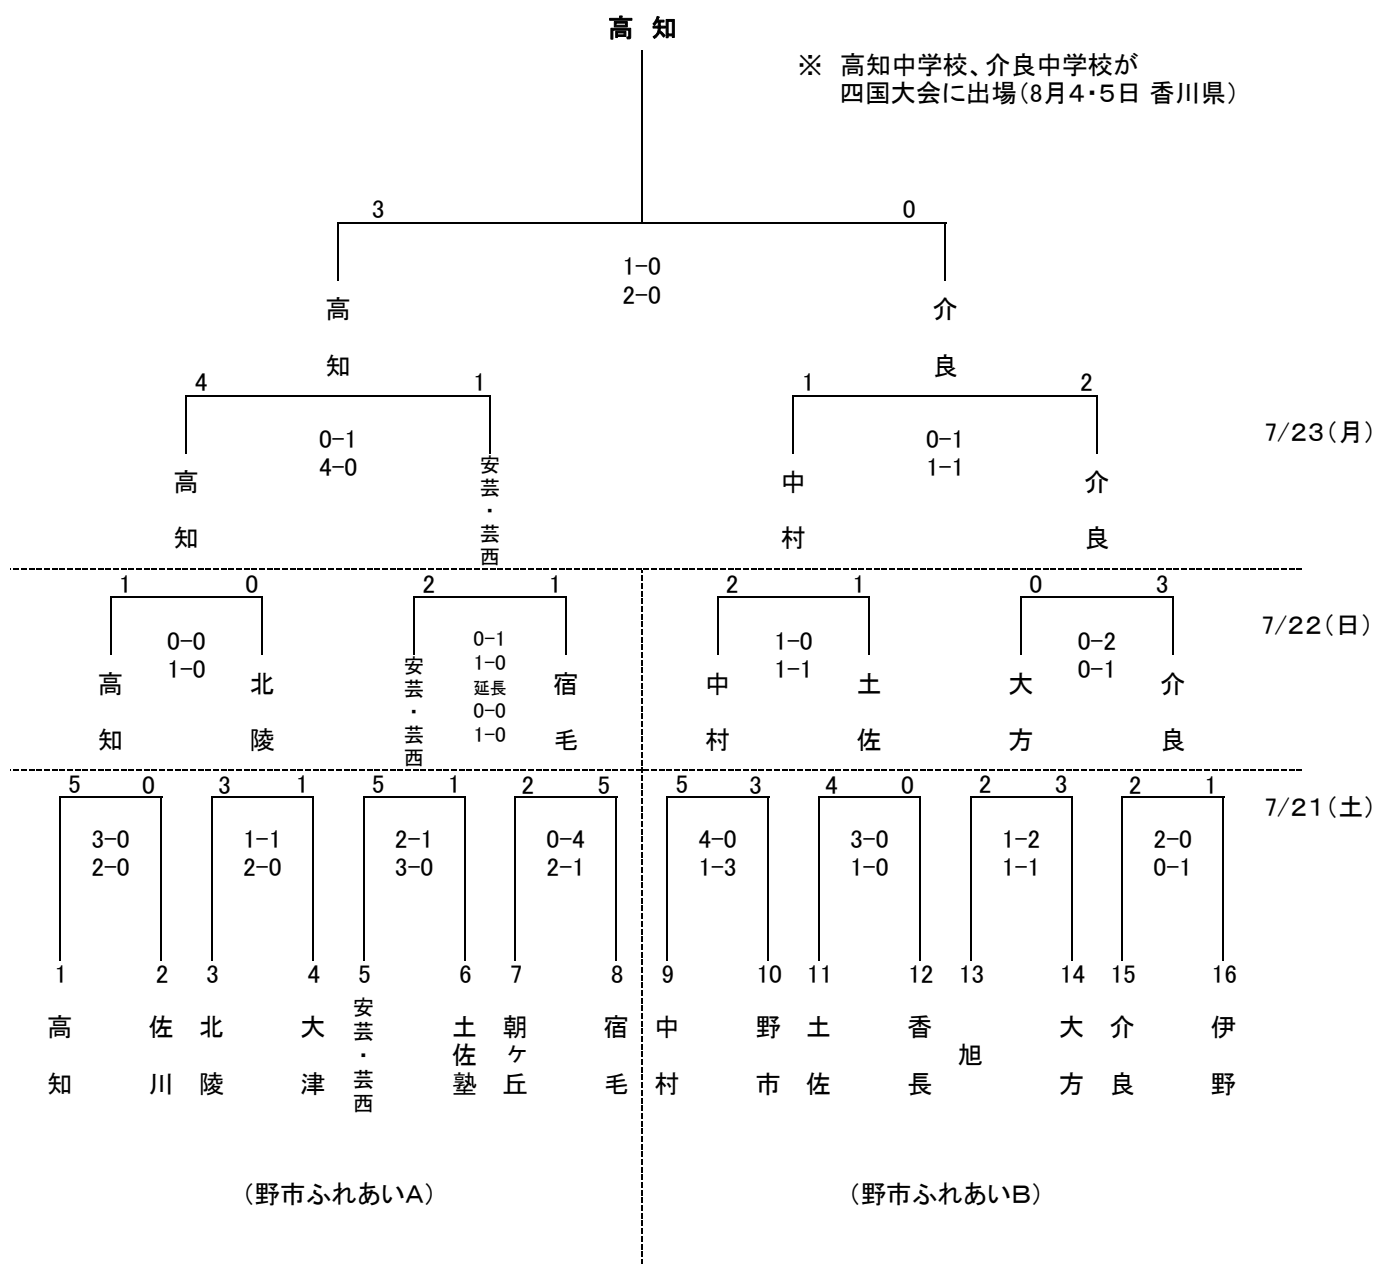 高 知
※ 高知中学校、介良中学校が
四国大会に出場(8月4・5日 香川県)
3 0
1-0
2-0
高知 介良
4 1 1 2
7/23(月)
0-1 0-1
4-0 1-1
高知 安芸・芸西 中村 介良
1 0 2 1 2 1 0 3
7/22(日)
0-0 0-1 1-0 0-2
1-0 1-0 1-1 0-1
延長
0-0
1-0
高知 北陵 安芸・芸西 宿毛 中村 土佐 大方 介良
5 0 3 1 5 1 2 5 5 3 4 0 2 3 2 1
7/21(土)
3-0 1-1 2-1 0-4 4-0 3-0 1-2 2-0
2-0 2-0 3-0 2-1 1-3 1-0 1-1 0-1
1 2 3 4 5 6 7 8 9 10 11 12 13 14 15 16
高知 佐川 北陵 大津 安芸・芸西 土佐塾 朝ケ丘 宿毛 中村 野市 土佐 香長 旭 大方 介良 伊野
(野市ふれあいA) (野市ふれあいB)